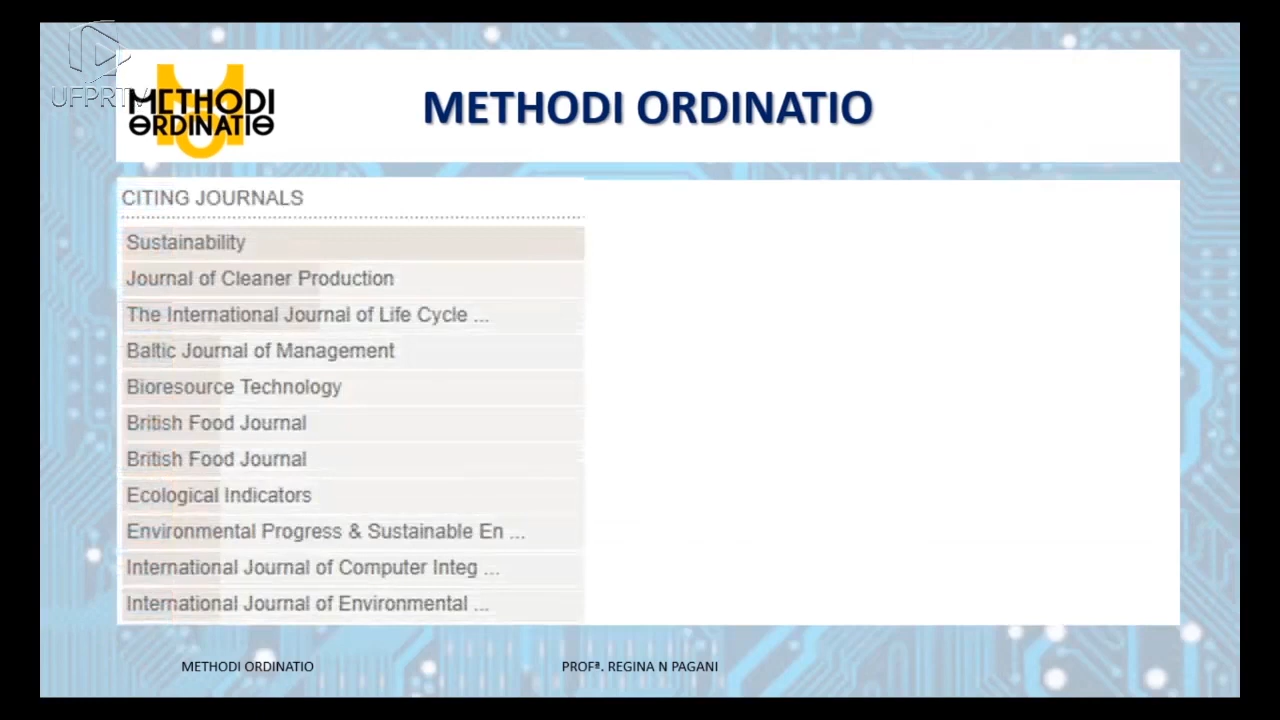 UFPRTV
METHODI
ORDINATIO
METHODI ORDINATIO
CITING JOURNALS
Sustainability
Journal of Cleaner Production
The International Journal of Life Cycle ...
Baltic Journal of Management
Bioresource Technology
British Food Journal
British Food Journal
Ecological Indicators
Environmental Progress & Sustainable En ...
International Journal of Computer Integ ...
International Journal of Environmental ...
METHODI ORDINATIO
PROFª. REGINA N PAGANI